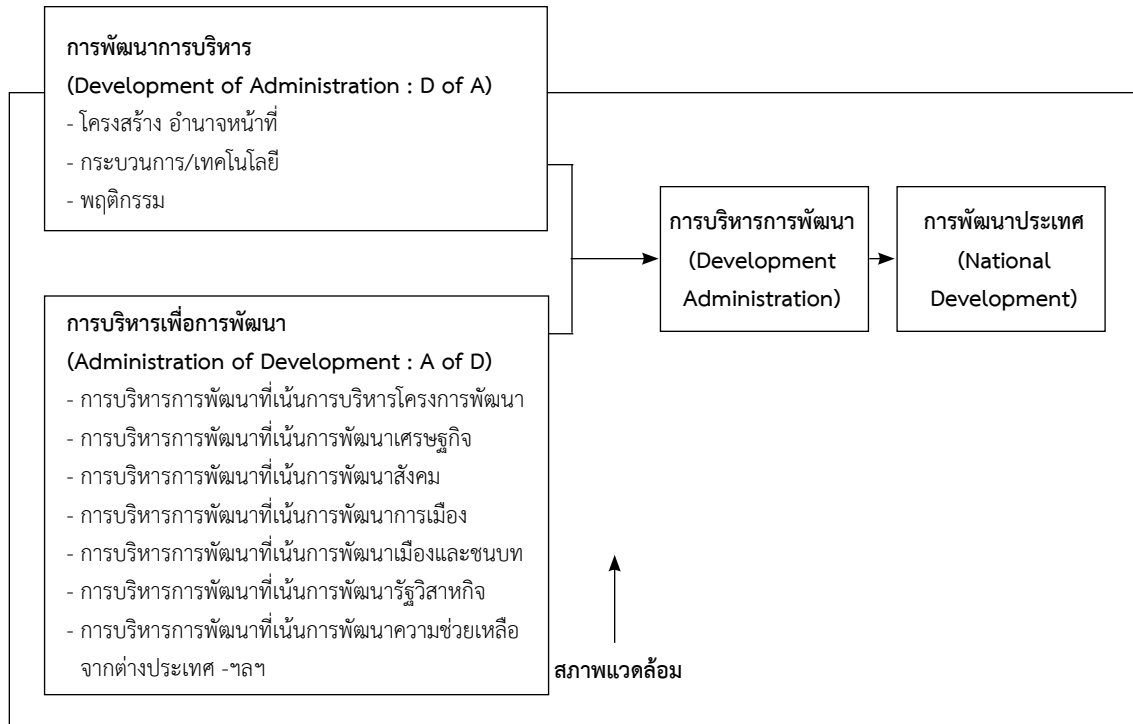 การพัฒนาการบริหาร
(Development of Administration : D of A)
- โครงสร้าง อำนาจหน้าที่
- กระบวนการ/เทคโนโลยี
- พฤติกรรม
การบริหารเพื่อการพัฒนา
(Administration of Development : A of D)
- การบริหารการพัฒนาที่เน้นการบริหารโครงการพัฒนา
- การบริหารการพัฒนาที่เน้นการพัฒนาเศรษฐกิจ
- การบริหารการพัฒนาที่เน้นการพัฒนาสังคม
- การบริหารการพัฒนาที่เน้นการพัฒนาการเมือง
- การบริหารการพัฒนาที่เน้นการพัฒนาเมืองและชนบท
- การบริหารการพัฒนาที่เน้นการพัฒนารัฐวิสาหกิจ
- การบริหารการพัฒนาที่เน้นการพัฒนาความช่วยเหลือ
จากต่างประเทศ -ฯลฯ
การบริหารการพัฒนา
(Development
Administration)
การพัฒนาประเทศ
(National
Development)
สภาพแวดล้อม